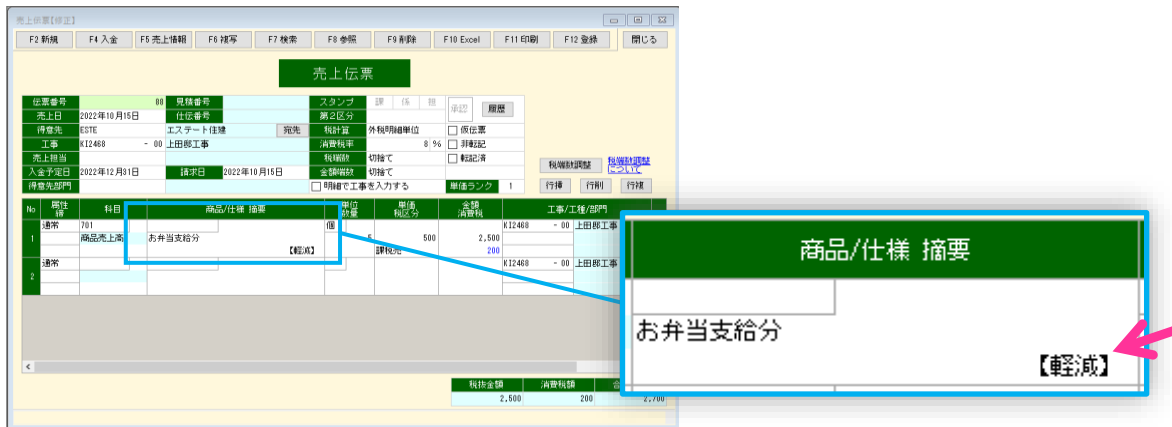 売上伝票【修正】
F2 新規 F4 入金 F5 売上情報 F6 複写 F7 検索 F8 参照 F9 削除 F10 Excel F11 印刷 F12 登録 閉じる
売上伝票
伝票番号 88 見積番号 スタンプ 課 係 担 承認 履歴
売上日 2022年10月15日 仕伝番号 第2区分
得意先 ESTE エステート住建 宛先 税計算 外税明細単位 仮伝票
工事 KI2468 - 00 上田邸工事 消費税率 8 % 非転記
売上担当 税端数 切捨て 転記済 税端数調整 税端数調整について
入金予定日 2022年12月31日 請求日 2022年10月15日 金額端数 切捨て
得意先部門 明細で工事を入力する 単価ランク 1 行挿 行削 行複
No 属性 締 科目 商品/仕様 摘要 単位 数量 単価 税区分 金額 消費税 工事/工種/部門
通常 701 個 KI2468 - 00 上田邸工事
1 商品売上高 お弁当支給分 5 500 2,500
【軽減】 課税売 200
通常 KI2468 - 00 上田邸工事
2
税抜金額 消費税額
2,500 200 2,700
商品/仕様 摘要
お弁当支給分
【軽減】